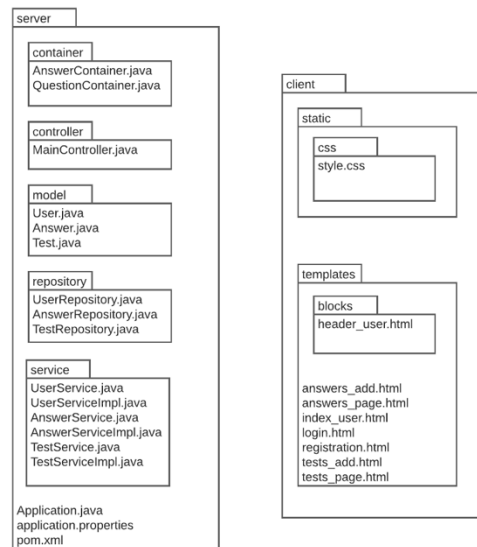 server
container
AnswerContainer.java
QuestionContainer.java
controller
MainController.java
model
User.java
Answer.java
Test.java
repository
UserRepository.java
AnswerRepository.java
TestRepository.java
service
UserService.java
UserServiceImpl.java
AnswerService.java
AnswerServiceImpl.java
TestService.java
TestServiceImpl.java
Application.java
application.properties
pom.xml
client
static
css
style.css
templates
blocks
header_user.html
answers_add.html
answers_page.html
index_user.html
login.html
registration.html
tests_add.html
tests_page.html